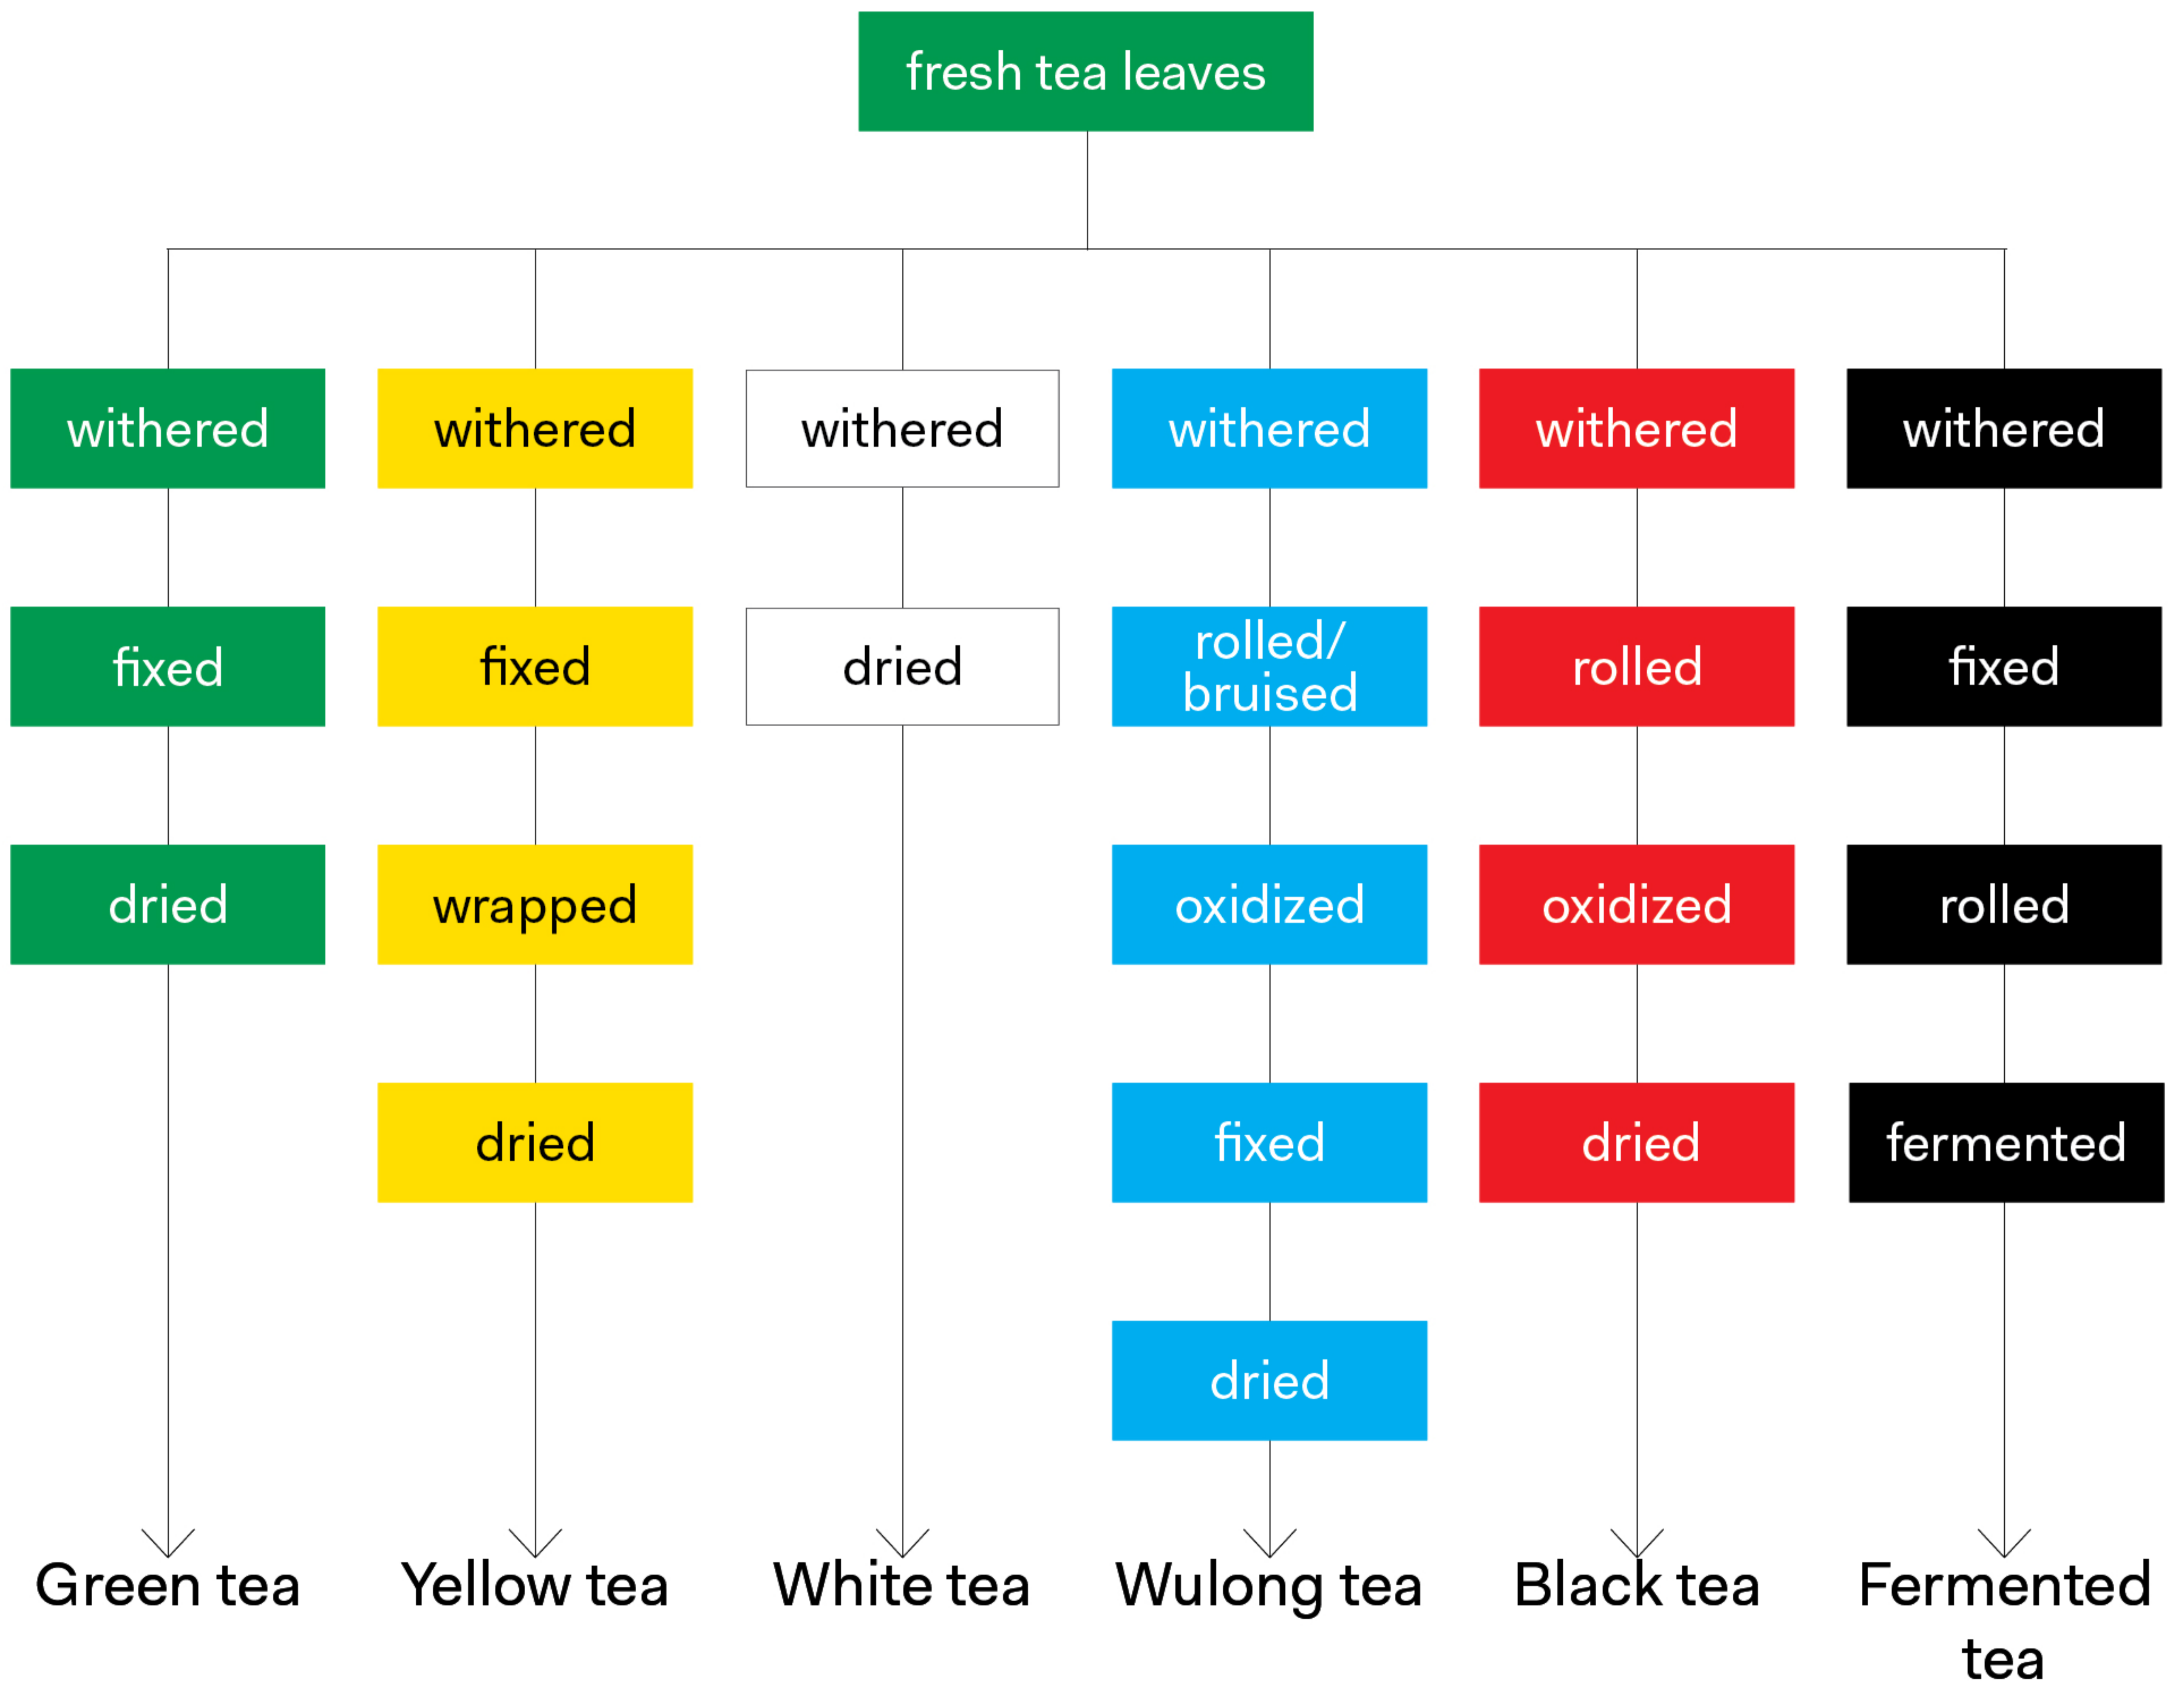 fresh tea leaves
withered
withered
withered
withered
withered
withered
fixed
fixed
dried
rolled/
bruised
rolled
fixed
dried
wrapped
oxidized
oxidized
rolled
dried
fixed
dried
fermented
dried
Green tea
Yellow tea
White tea
Wulong tea
Black tea
Fermented
tea